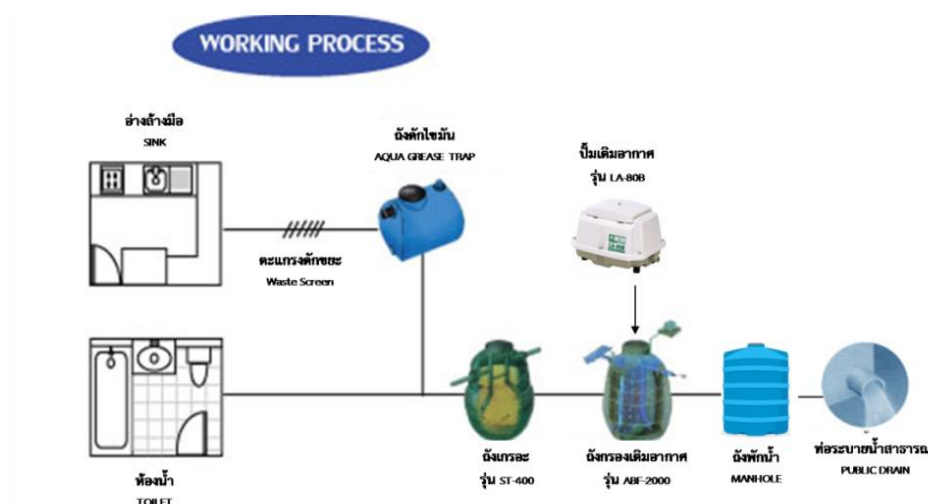 WORKING PROCESS
อ่างล้างมือ
SINK
ถังดักไขมัน
AQUA GREASE TRAP
ปั๊มเติมอากาศ
รุ่น LA-80B
ตะแกรงดักขยะ
Waste Screen
ห้องน้ำ
TOILET
ถังเกรอะ
รุ่น ST-400
ถังกรองเติมอากาศ
รุ่น ABF-2000
ถังพักน้ำ
MANHOLE
ท่อระบายน้ำสาธารณ
PUBLIC DRAIN